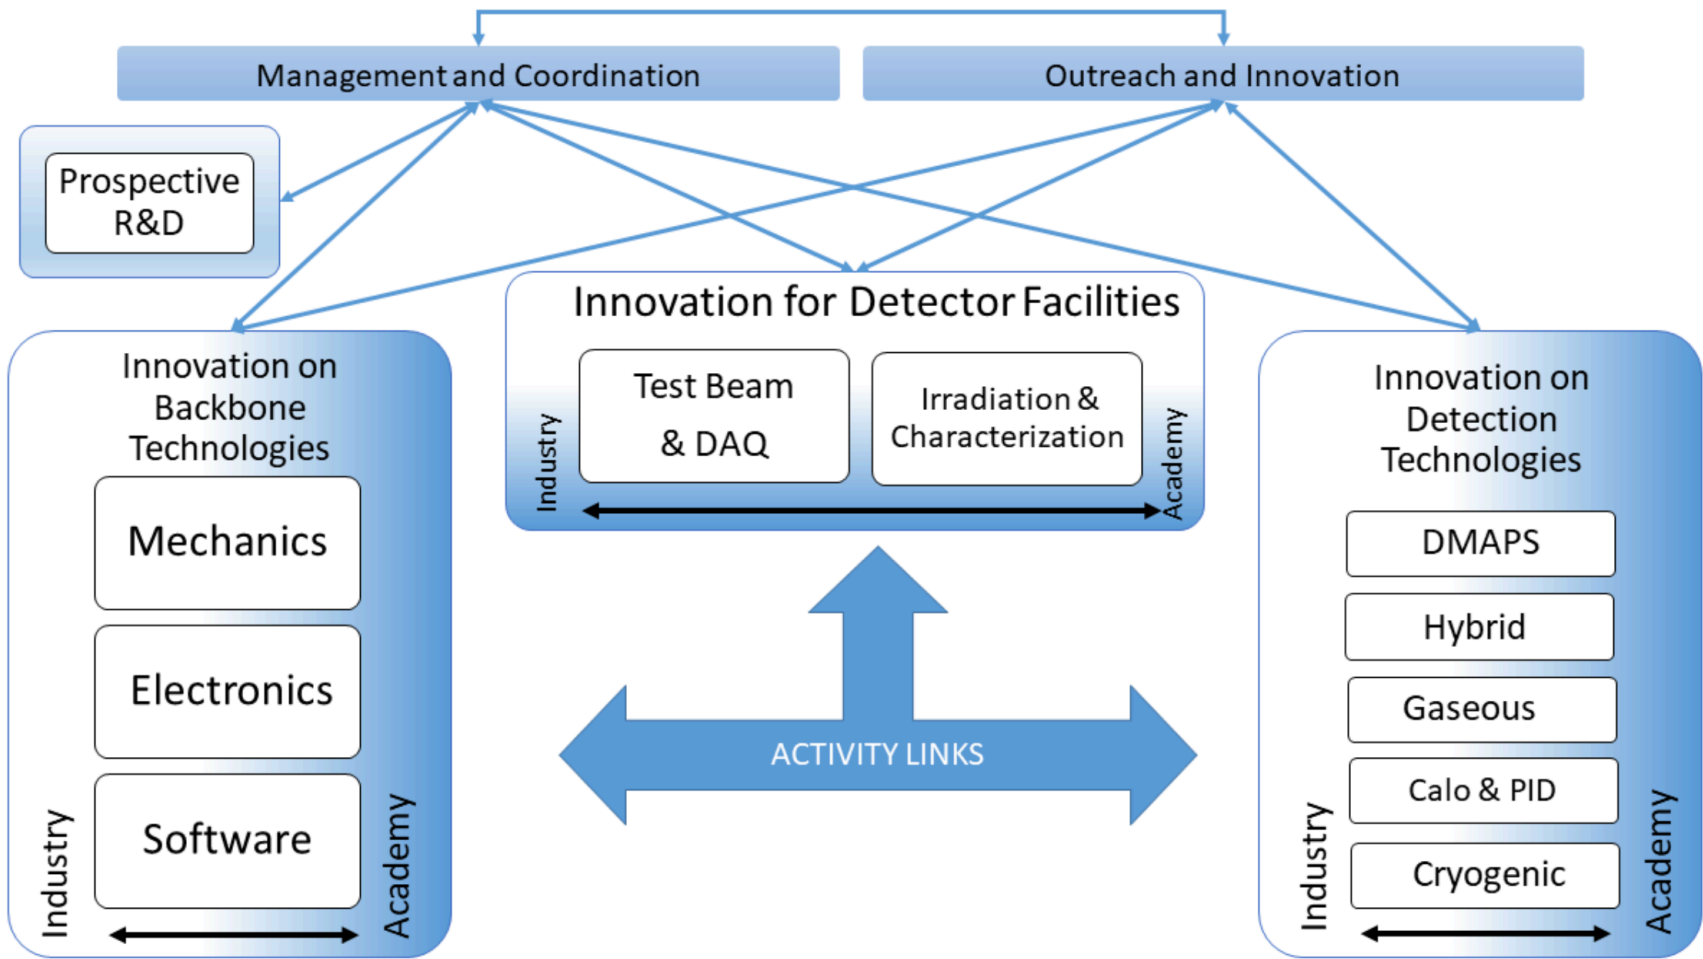 Management and Coordination
Outreach and Innovation
Prospective
R&D
Innovation on
Backbone
Technologies
Mechanics
Electronics
Software
Industry
Academy
Innovation for Detector Facilities
Test Beam
& DAQ
Irradiation &
Characterization
Industry
Academy
ACTIVITY LINKS
Innovation on
Detection
Technologies
DMAPS
Hybrid
Gaseous
Calo & PID
Cryogenic
Industry
Academy